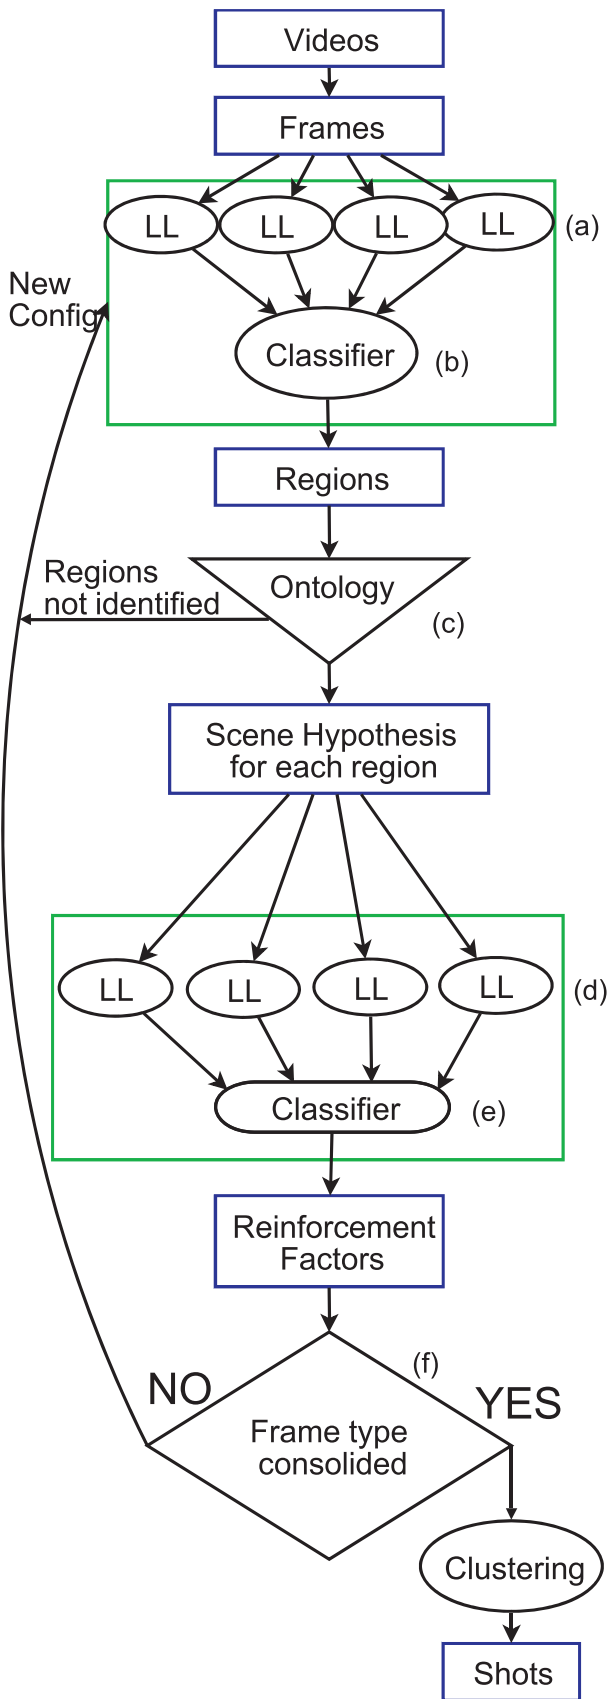 Videos
Frames
LL
LL
LL
LL
(a)
New
Config
Classifier
(b)
Regions
Ontology
(c)
Regions
not identified
Scene Hypothesis
for each region
LL
LL
LL
LL
(d)
Classifier
(e)
Reinforcement
Factors
(f)
NO
YES
Frame type
consolided
Clustering
Shots